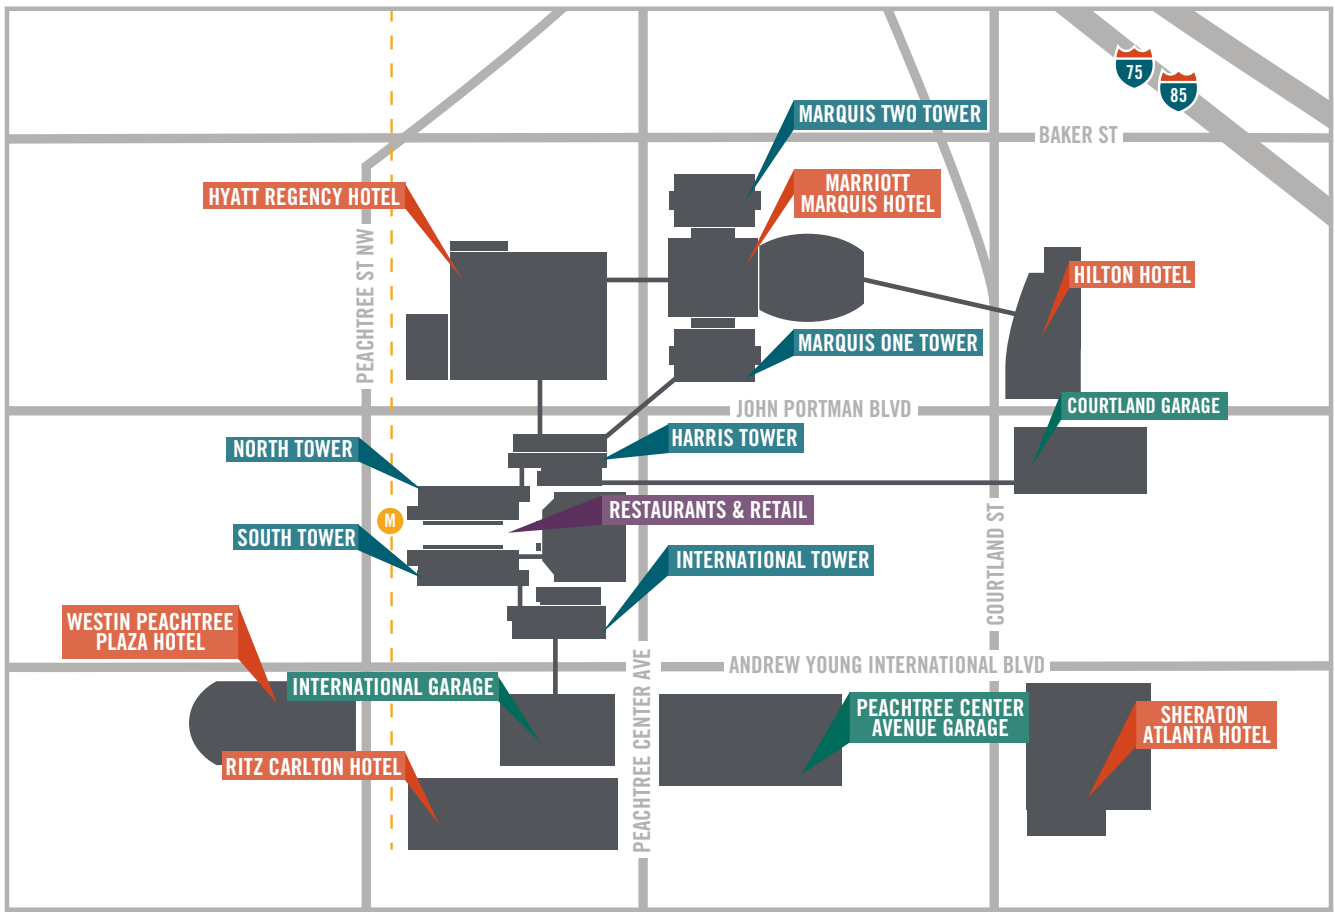 75
85
MARQUIS TWO TOWER
BAKER ST
MARRIOTT
MARQUIS HOTEL
HYATT REGENCY HOTEL
PEACHTREE ST NW
HILTON HOTEL
MARQUIS ONE TOWER
COURTLAND GARAGE
JOHN PORTMAN BLVD
HARRIS TOWER
NORTH TOWER
RESTAURANTS & RETAIL
M
SOUTH TOWER
INTERNATIONAL TOWER
COURTLAND ST
WESTIN PEACHTREE
PLAZA HOTEL
ANDREW YOUNG INTERNATIONAL BLVD
INTERNATIONAL GARAGE
PEACHTREE CENTER AVE
PEACHTREE CENTER
AVENUE GARAGE
SHERATON
ATLANTA HOTEL
RITZ CARLTON HOTEL